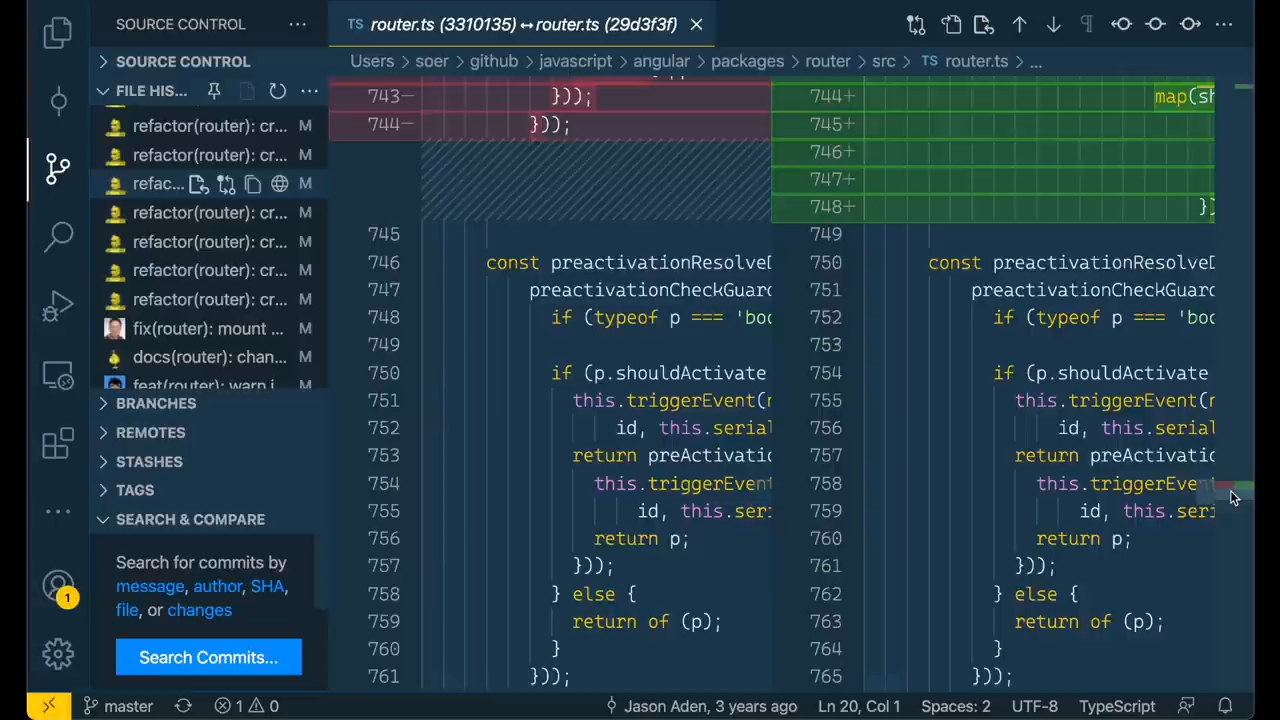 SOURCE CONTROL
TS router.ts (3310135) ↔ router.ts (29d3f3f)
SOURCE CONTROL
Users > soer > github > javascript > angular > packages > router > src > TS router.ts > ...
FILE HIS...
refactor(router): cr... M
refactor(router): cr... M
refac... M
refactor(router): cr... M
refactor(router): cr... M
refactor(router): cr... M
refactor(router): cr... M
fix(router): mount ... M
docs(router): chan... M
feat(router): warn i M
BRANCHES
REMOTES
STASHES
TAGS
SEARCH & COMPARE
Search for commits by
message, author, SHA,
file, or changes
Search Commits...
1
743— }));
744— }));
745
746 const preactivationResolveD
747 preactivationCheckGuard
748 if (typeof p === 'boo
749
750 if (p.shouldActivate
751 this.triggerEvent(
752 id, this.serial
753 return preActivatio
754 this.triggerEvent
755 id, this.seri
756 return p;
757 }));
758 } else {
759 return of (p);
760 }
761 }));
744+ map(sh
745+
746+
747+
748+ })
749
750 const preactivationResolveD
751 preactivationCheckGuard
752 if (typeof p === 'boo
753
754 if (p.shouldActivate
755 this.triggerEvent(
756 id, this.serial
757 return preActivatio
758 this.triggerEvent
759 id, this.seri
760 return p;
761 }));
762 } else {
763 return of (p);
764 }
765 }));
master
1 0
Jason Aden, 3 years ago
Ln 20, Col 1
Spaces: 2
UTF-8
TypeScript